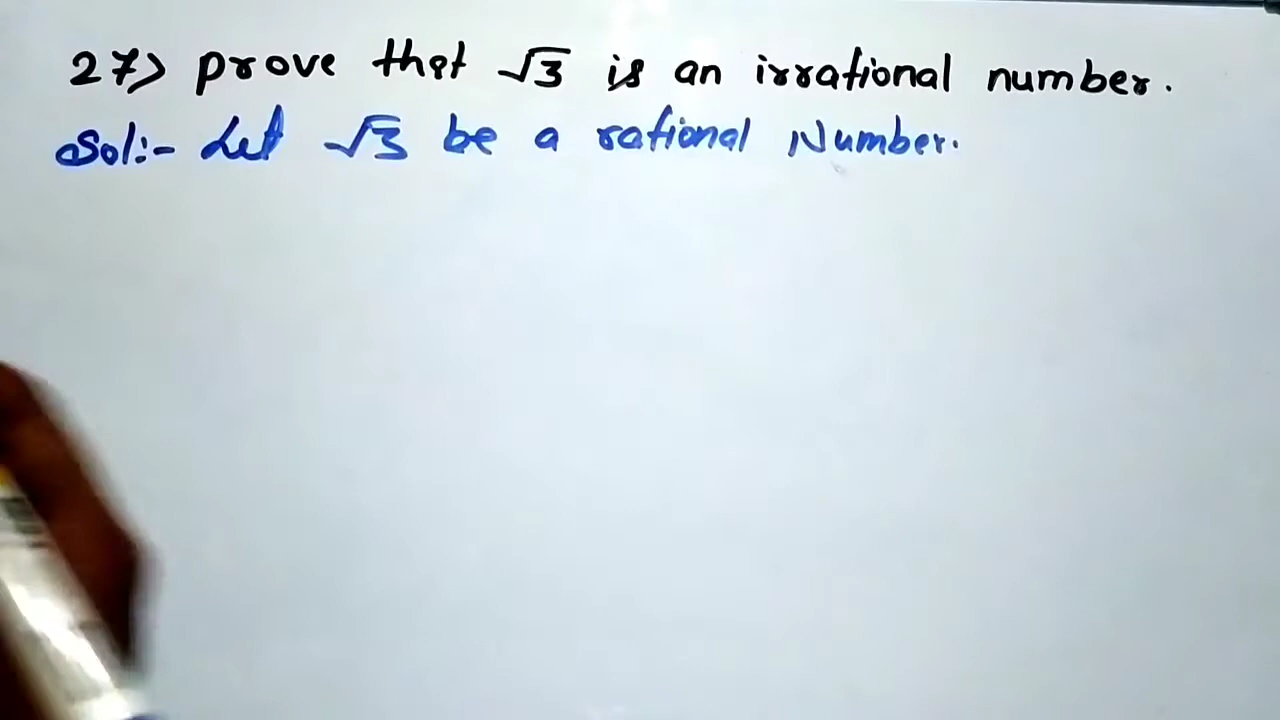 27> prove that √3 is an irrational number.
Sol:- Let √3 be a rational Number.